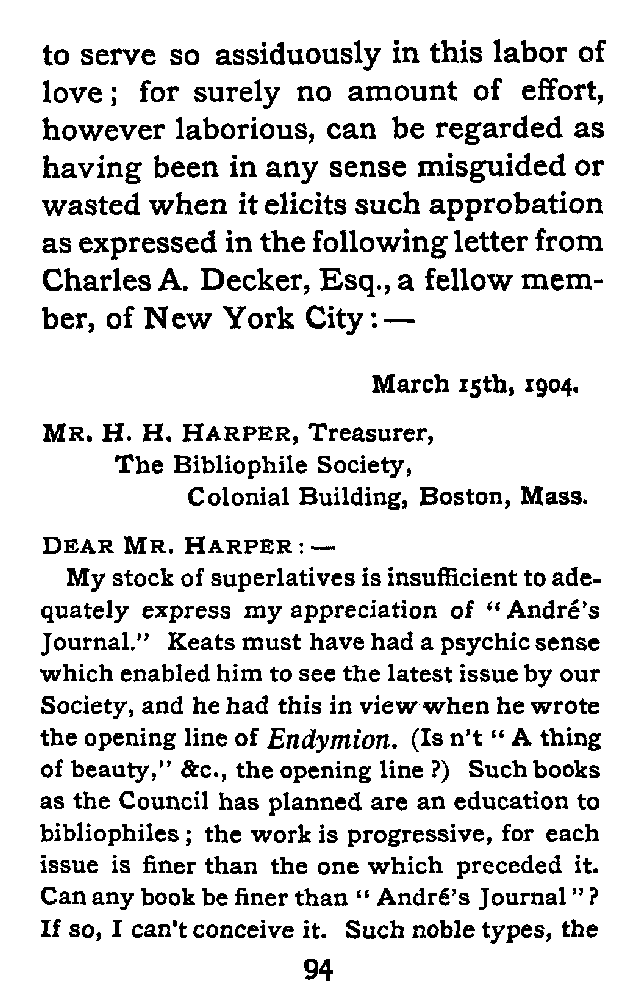 to serve so assiduously in this labor of
love; for surely no amount of effort,
however laborious, can be regarded as
having been in any sense misguided or
wasted when it elicits such approbation
as expressed in the following letter from
Charles A. Decker, Esq., a fellow mem-
ber, of New York City:—
March 15th, 1904.
MR. H. H. HARPER, Treasurer,
The Bibliophile Society,
Colonial Building, Boston, Mass.
DEAR MR. HARPER:—
My stock of superlatives is insufficient to ade-
quately express my appreciation of "André's
Journal." Keats must have had a psychic sense
which enabled him to see the latest issue by our
Society, and he had this in view when he wrote
the opening line of Endymion. (Is n't "A thing
of beauty," &c., the opening line?) Such books
as the Council has planned are an education to
bibliophiles; the work is progressive, for each
issue is finer than the one which preceded it.
Can any book be finer than "André's Journal"?
If so, I can't conceive it. Such noble types, the
94